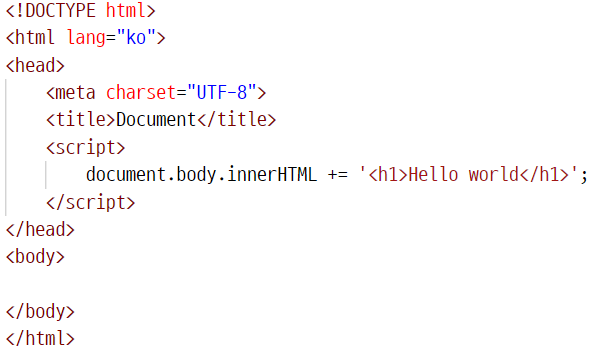 <!DOCTYPE html>
<html lang="ko">
<head>
    <meta charset="UTF-8">
    <title>Document</title>
    <script>
        document.body.innerHTML += '<h1>Hello world</h1>';
    </script>
</head>
<body>

</body>
</html>